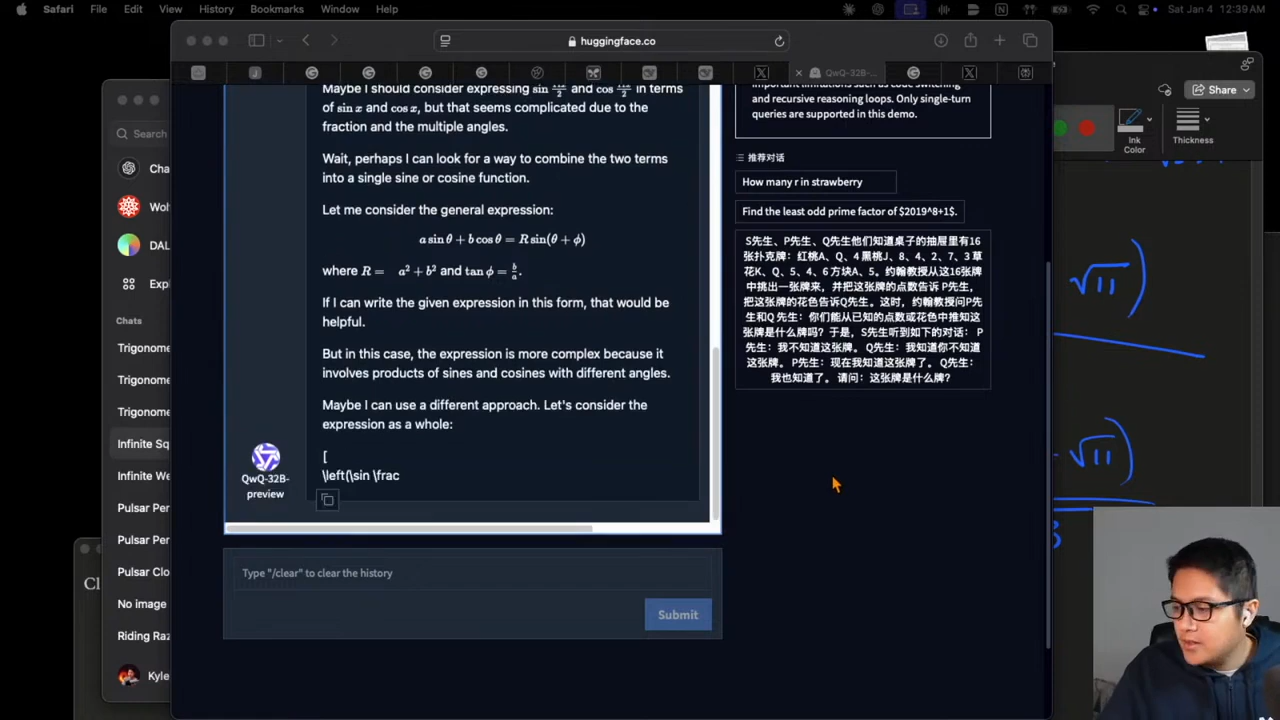 Safari File Edit View History Bookmarks Window Help
Sat Jan 4 12:39 AM
huggingface.co
QwQ-32B-...
Share
Search
Ink Color
Thickness
Cha
Wol
DAL
Expl
Chats
Trigonome
Trigonome
Trigonome
Infinite Sq
Infinite We
Pulsar Per
Pulsar Per
Pulsar Clo
No image
Riding Raz
Kyle
Cl
Maybe I should consider expressing sin and cos in terms
of sin x and cos x, but that seems complicated due to the
fraction and the multiple angles.
Wait, perhaps I can look for a way to combine the two terms
into a single sine or cosine function.
Let me consider the general expression:
a sin θ + b cos θ = R sin(θ + ϕ)
where R = a² + b² and tan ϕ = b/a.
If I can write the given expression in this form, that would be
helpful.
But in this case, the expression is more complex because it
involves products of sines and cosines with different angles.
Maybe I can use a different approach. Let's consider the
expression as a whole:
[
\left(\sin \frac
QwQ-32B-
preview
Type "/clear" to clear the history
Submit
important limitations such as code switching
and recursive reasoning loops. Only single-turn
queries are supported in this demo.
推荐对话
How many r in strawberry
Find the least odd prime factor of $2019^8+1$.
S先生、P先生、Q先生他们知道桌子的抽屉里有16
张扑克牌：红桃A、Q、4 黑桃J、8、4、2、7、3 草
花K、Q、5、4、6 方块A、5。约翰教授从这16张牌
中挑出一张牌来，并把这张牌的点数告诉 P先生，
把这张牌的花色告诉Q先生。这时，约翰教授问P先
生和Q 先生：你们能从已知的点数或花色中推知这
张牌是什么牌吗？于是，S先生听到如下的对话：P
先生：我不知道这张牌。 Q先生：我知道你不知道
这张牌。 P先生：现在我知道这张牌了。 Q先生：
我也知道了。 请问：这张牌是什么牌？
√11 )
- √11 )